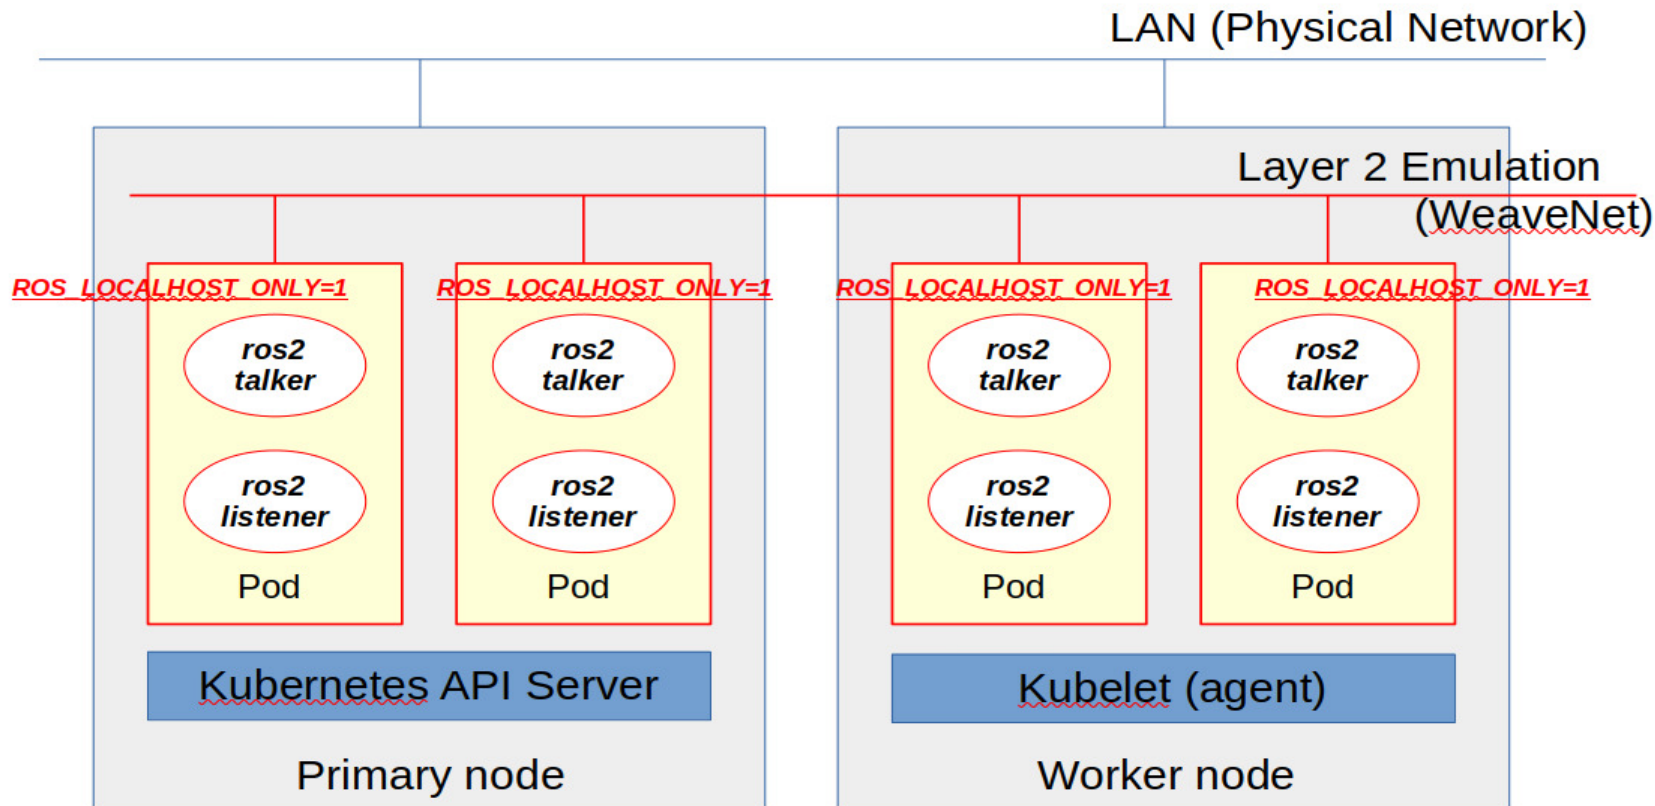 LAN (Physical Network)
Layer 2 Emulation
(WeaveNet)
ROS_LOCALHOST_ONLY=1
ROS_LOCALHOST_ONLY=1
ROS_LOCALHOST_ONLY=1
ROS_LOCALHOST_ONLY=1
ros2
talker
ros2
talker
ros2
talker
ros2
talker
ros2
listener
ros2
listener
ros2
listener
ros2
listener
Pod
Pod
Pod
Pod
Kubernetes API Server
Kubelet (agent)
Primary node
Worker node